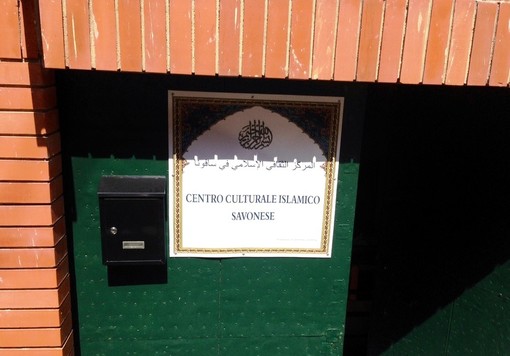 المركز الثقافي الإسلامي في سافونا
CENTRO CULTURALE ISLAMICO
SAVONESE